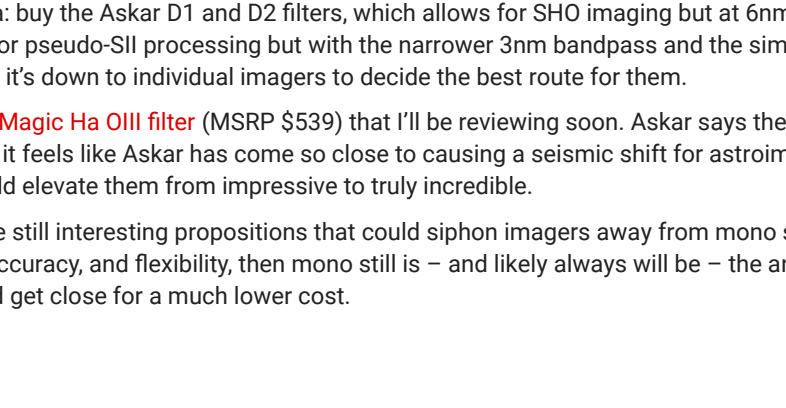 : buy the Askar D1 and D2 filters, which allows for SHO imaging but at 6nm
or pseudo-SII processing but with the narrower 3nm bandpass and the sim
it’s down to individual imagers to decide the best route for them.
Magic Ha OIII filter (MSRP $539) that I’ll be reviewing soon. Askar says the
it feels like Askar has come so close to causing a seismic shift for astroim
ld elevate them from impressive to truly incredible.
e still interesting propositions that could siphon imagers away from mono s
ccuracy, and flexibility, then mono still is – and likely always will be – the a
l get close for a much lower cost.